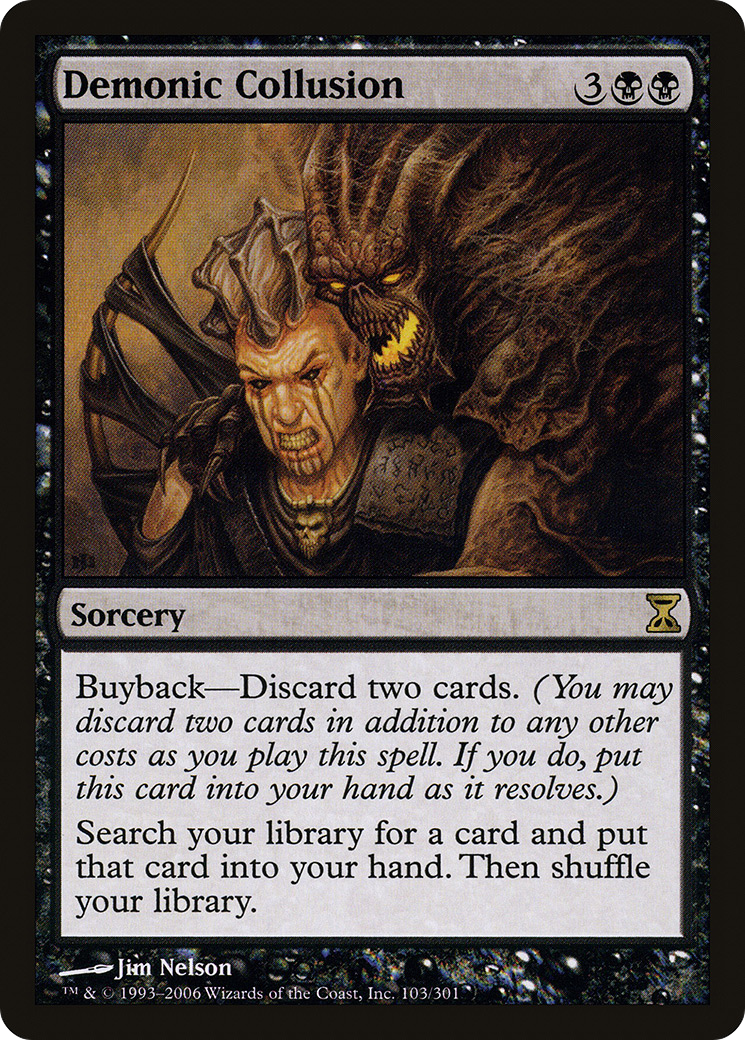 Demonic Collusion 3
Sorcery
Buyback—Discard two cards. (You may
discard two cards in addition to any other
costs as you play this spell. If you do, put
this card into your hand as it resolves.)
Search your library for a card and put
that card into your hand. Then shuffle
your library.
Jim Nelson
™ & © 1993–2006 Wizards of the Coast, Inc. 103/301